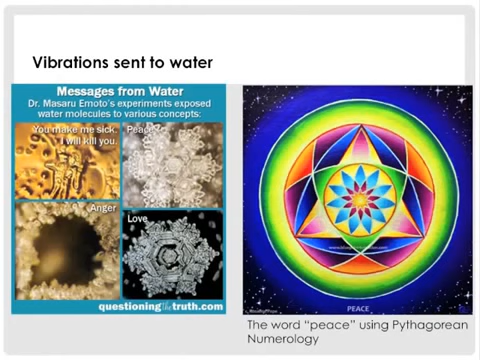 Vibrations sent to water
Messages from Water
Dr. Masaru Emoto's experiments exposed
water molecules to various concepts:
You make me sick.
I will kill you.
Peace
Anger
Love
questioningthetruth.com
PEACE
The word "peace" using Pythagorean
Numerology